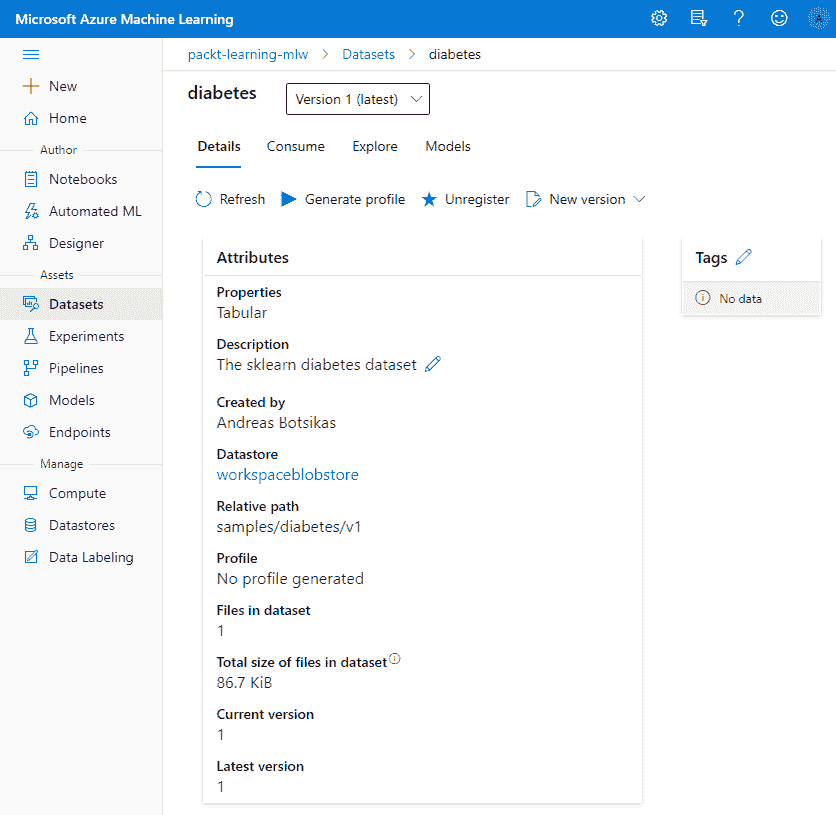 Microsoft Azure Machine Learning
packt-learning-mlw > Datasets > diabetes
New
Home
Author
Notebooks
Automated ML
Designer
Assets
Datasets
Experiments
Pipelines
Models
Endpoints
Manage
Compute
Datastores
Data Labeling
diabetes
Version 1 (latest)
Details Consume Explore Models
Refresh Generate profile Unregister New version
Attributes
Properties
Tabular
Description
The sklearn diabetes dataset
Created by
Andreas Botsikas
Datastore
workspaceblobstore
Relative path
samples/diabetes/v1
Profile
No profile generated
Files in dataset
1
Total size of files in dataset
86.7 KiB
Current version
1
Latest version
1
Tags
No data